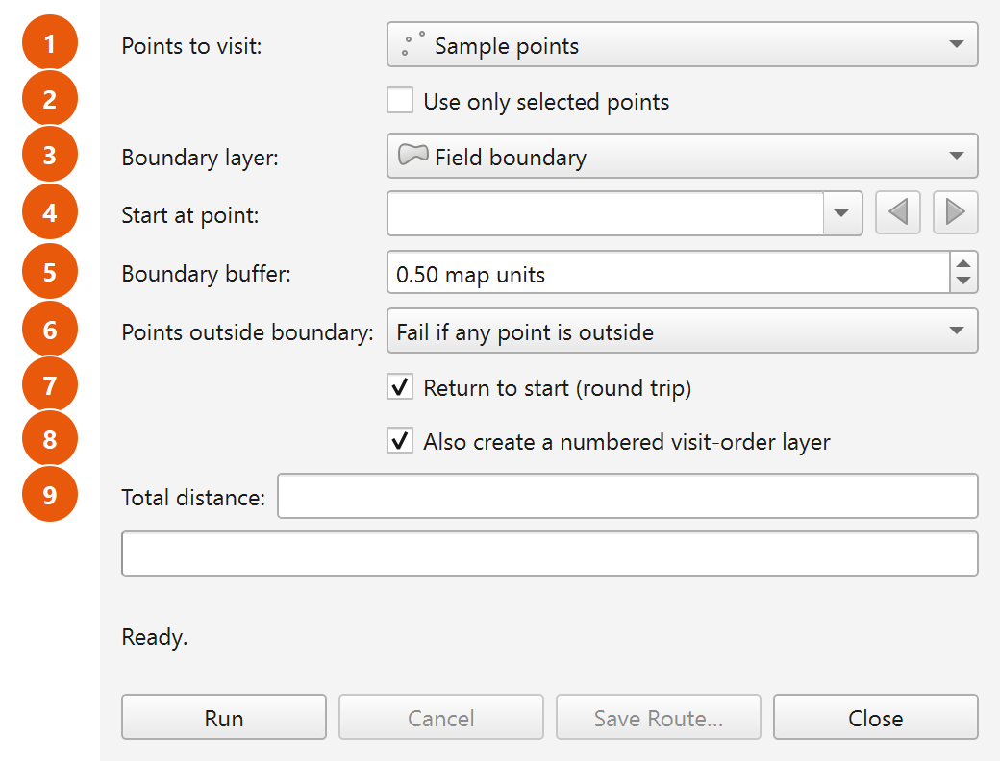 1 Points to visit: Sample points
2 Use only selected points
3 Boundary layer: Field boundary
4 Start at point:
5 Boundary buffer: 0.50 map units
6 Points outside boundary: Fail if any point is outside
7 Return to start (round trip)
8 Also create a numbered visit-order layer
9 Total distance:
Ready.
Run Cancel Save Route... Close